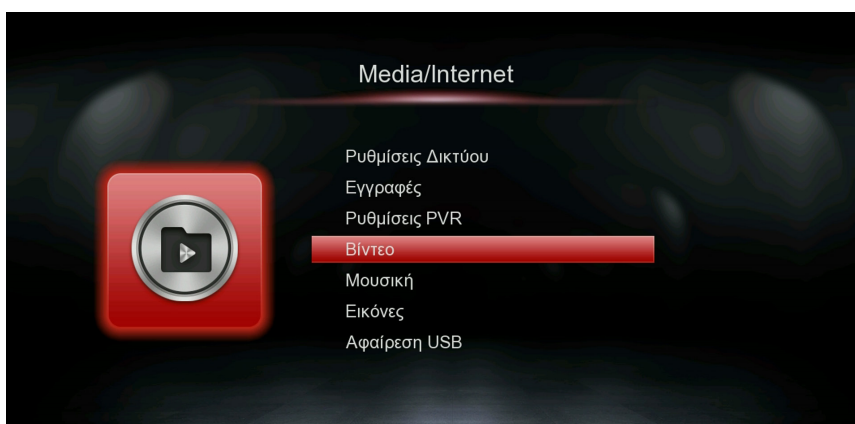 Media/Internet
Ρυθμίσεις Δικτύου
Εγγραφές
Ρυθμίσεις PVR
Βίντεο
Μουσική
Εικόνες
Αφαίρεση USB